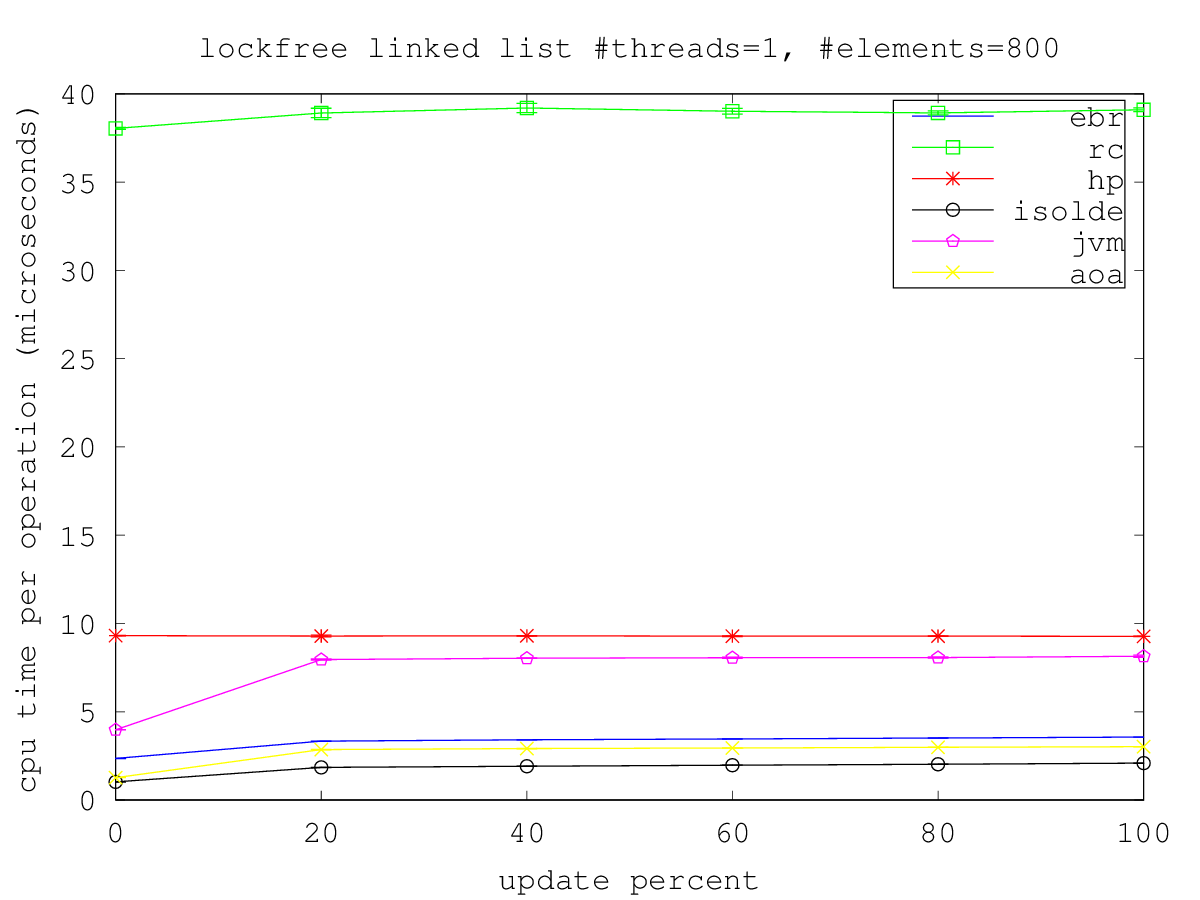 lockfree linked list #threads=1, #elements=800
cpu time per operation (microseconds)
40
35
30
25
20
15
10
5
0
ebr
rc
hp
isolde
jvm
aoa
0 20 40 60 80 100
update percent